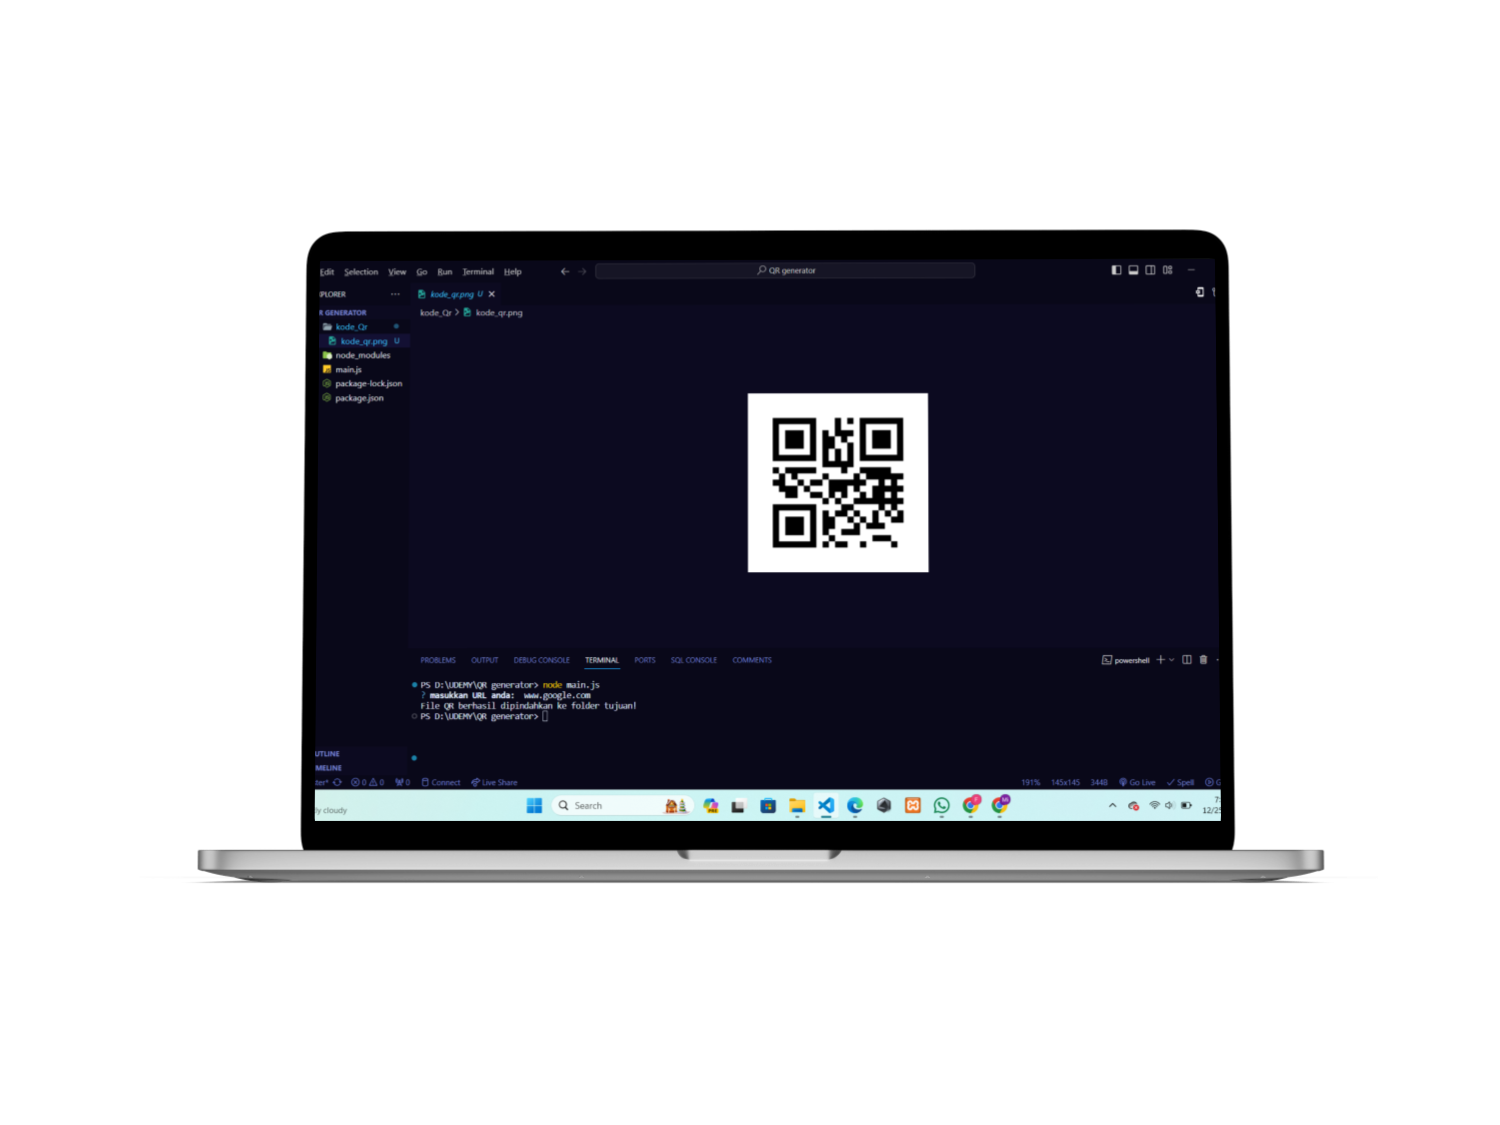 Edit Selection View Go Run Terminal Help
QR generator
PLORER
kode_qr.png U
R GENERATOR
kode_Qr > kode_qr.png
kode_Qr
kode_qr.png U
node_modules
main.js
package-lock.json
package.json
PROBLEMS OUTPUT DEBUG CONSOLE TERMINAL PORTS SQL CONSOLE COMMENTS
powershell
PS D:\UDEMY\QR generator> node main.js
? masukkan URL anda: www.google.com
File QR berhasil dipindahkan ke folder tujuan!
PS D:\UDEMY\QR generator>
UTLINE
MELINE
ter* 0 0 0 Connect Live Share
191% 145x145 344B Go Live Spell G
ly cloudy
Search
7:
12/25